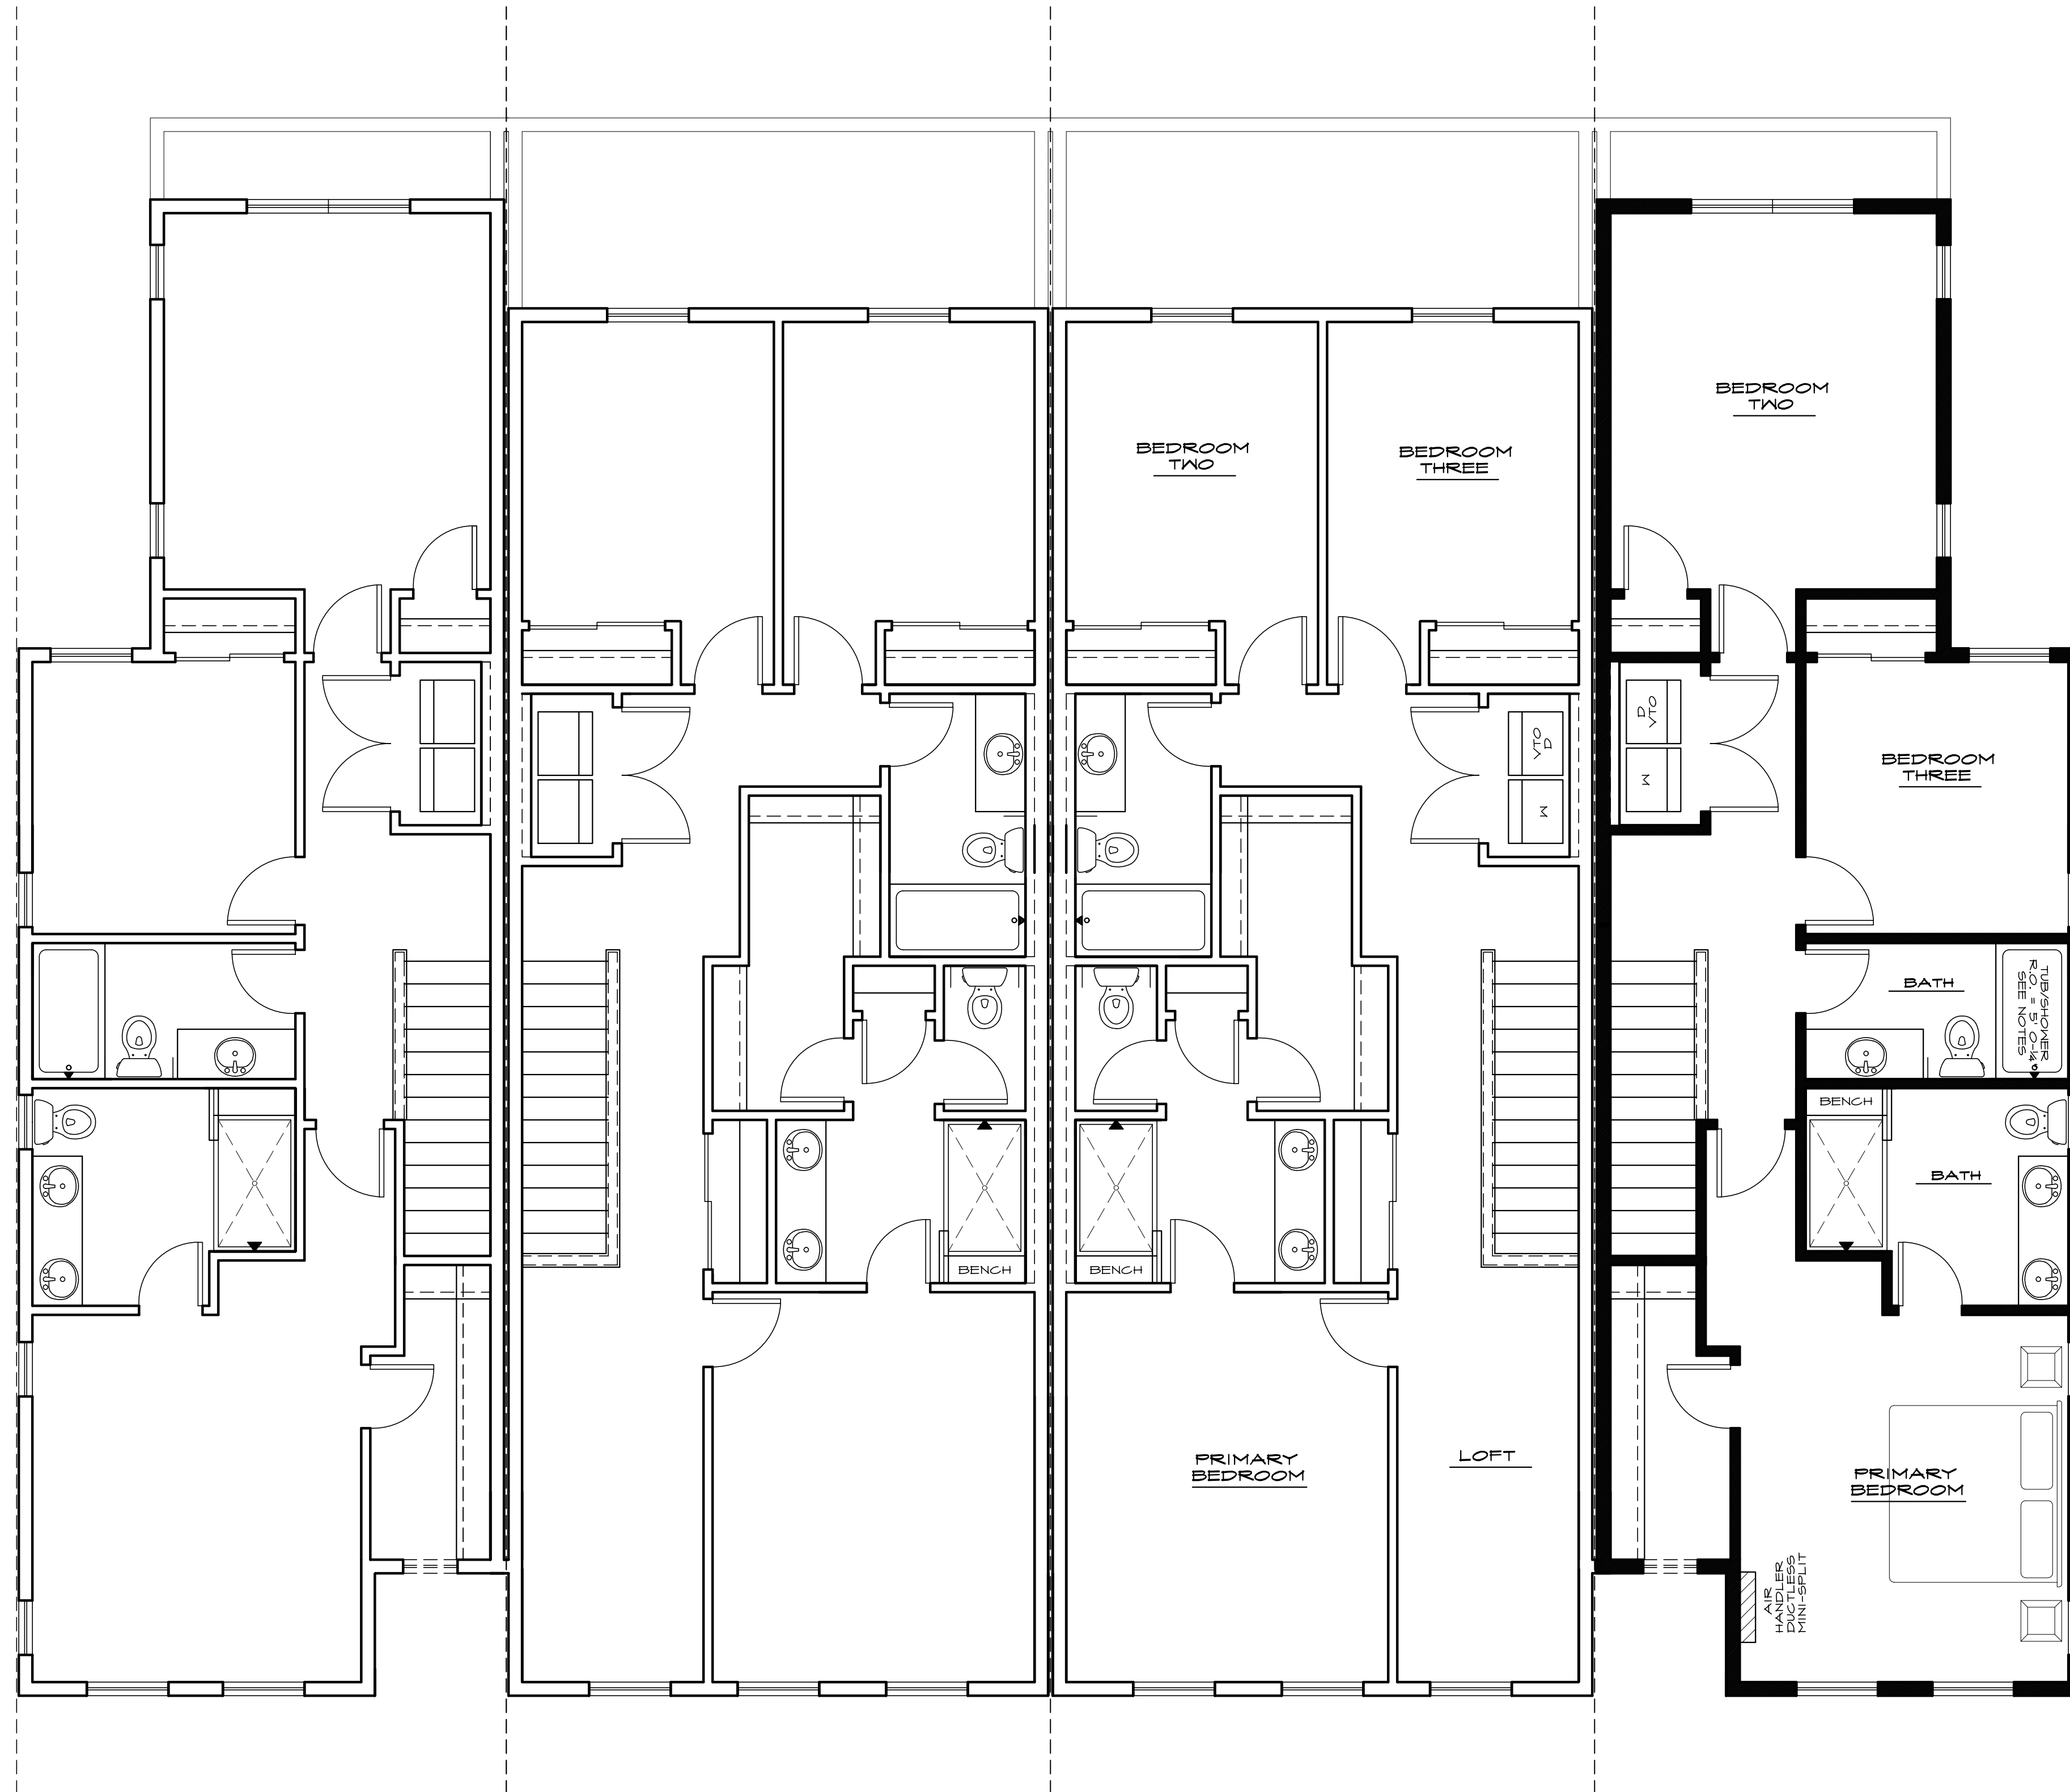 BEDROOM
TWO
BEDROOM
TWO
BEDROOM
THREE
D
VTO
W
VTO
D
W
BEDROOM
THREE
BATH
TUB/SHOWER
R.O. = 5' 0-¼"
SEE NOTES
BENCH
BATH
BENCH
BENCH
PRIMARY
BEDROOM
LOFT
PRIMARY
BEDROOM
AIR
HANDLER
DUCTLESS
MINI-SPLIT